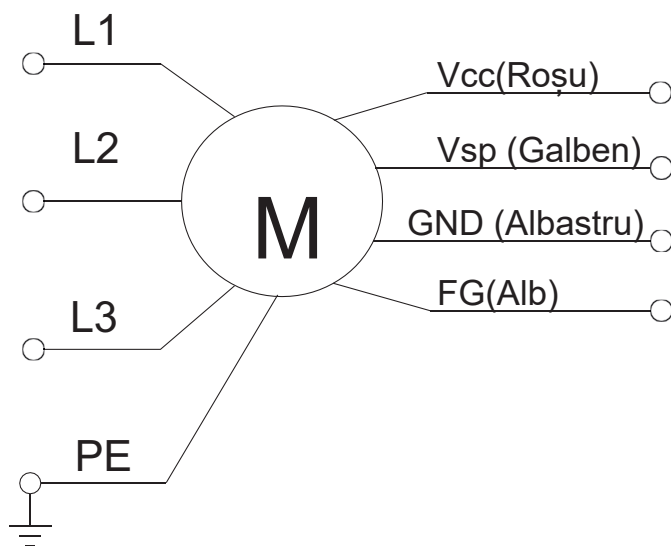 L1
L2
L3
PE
M
Vcc(Roșu)
Vsp (Galben)
GND (Albastru)
FG(Alb)